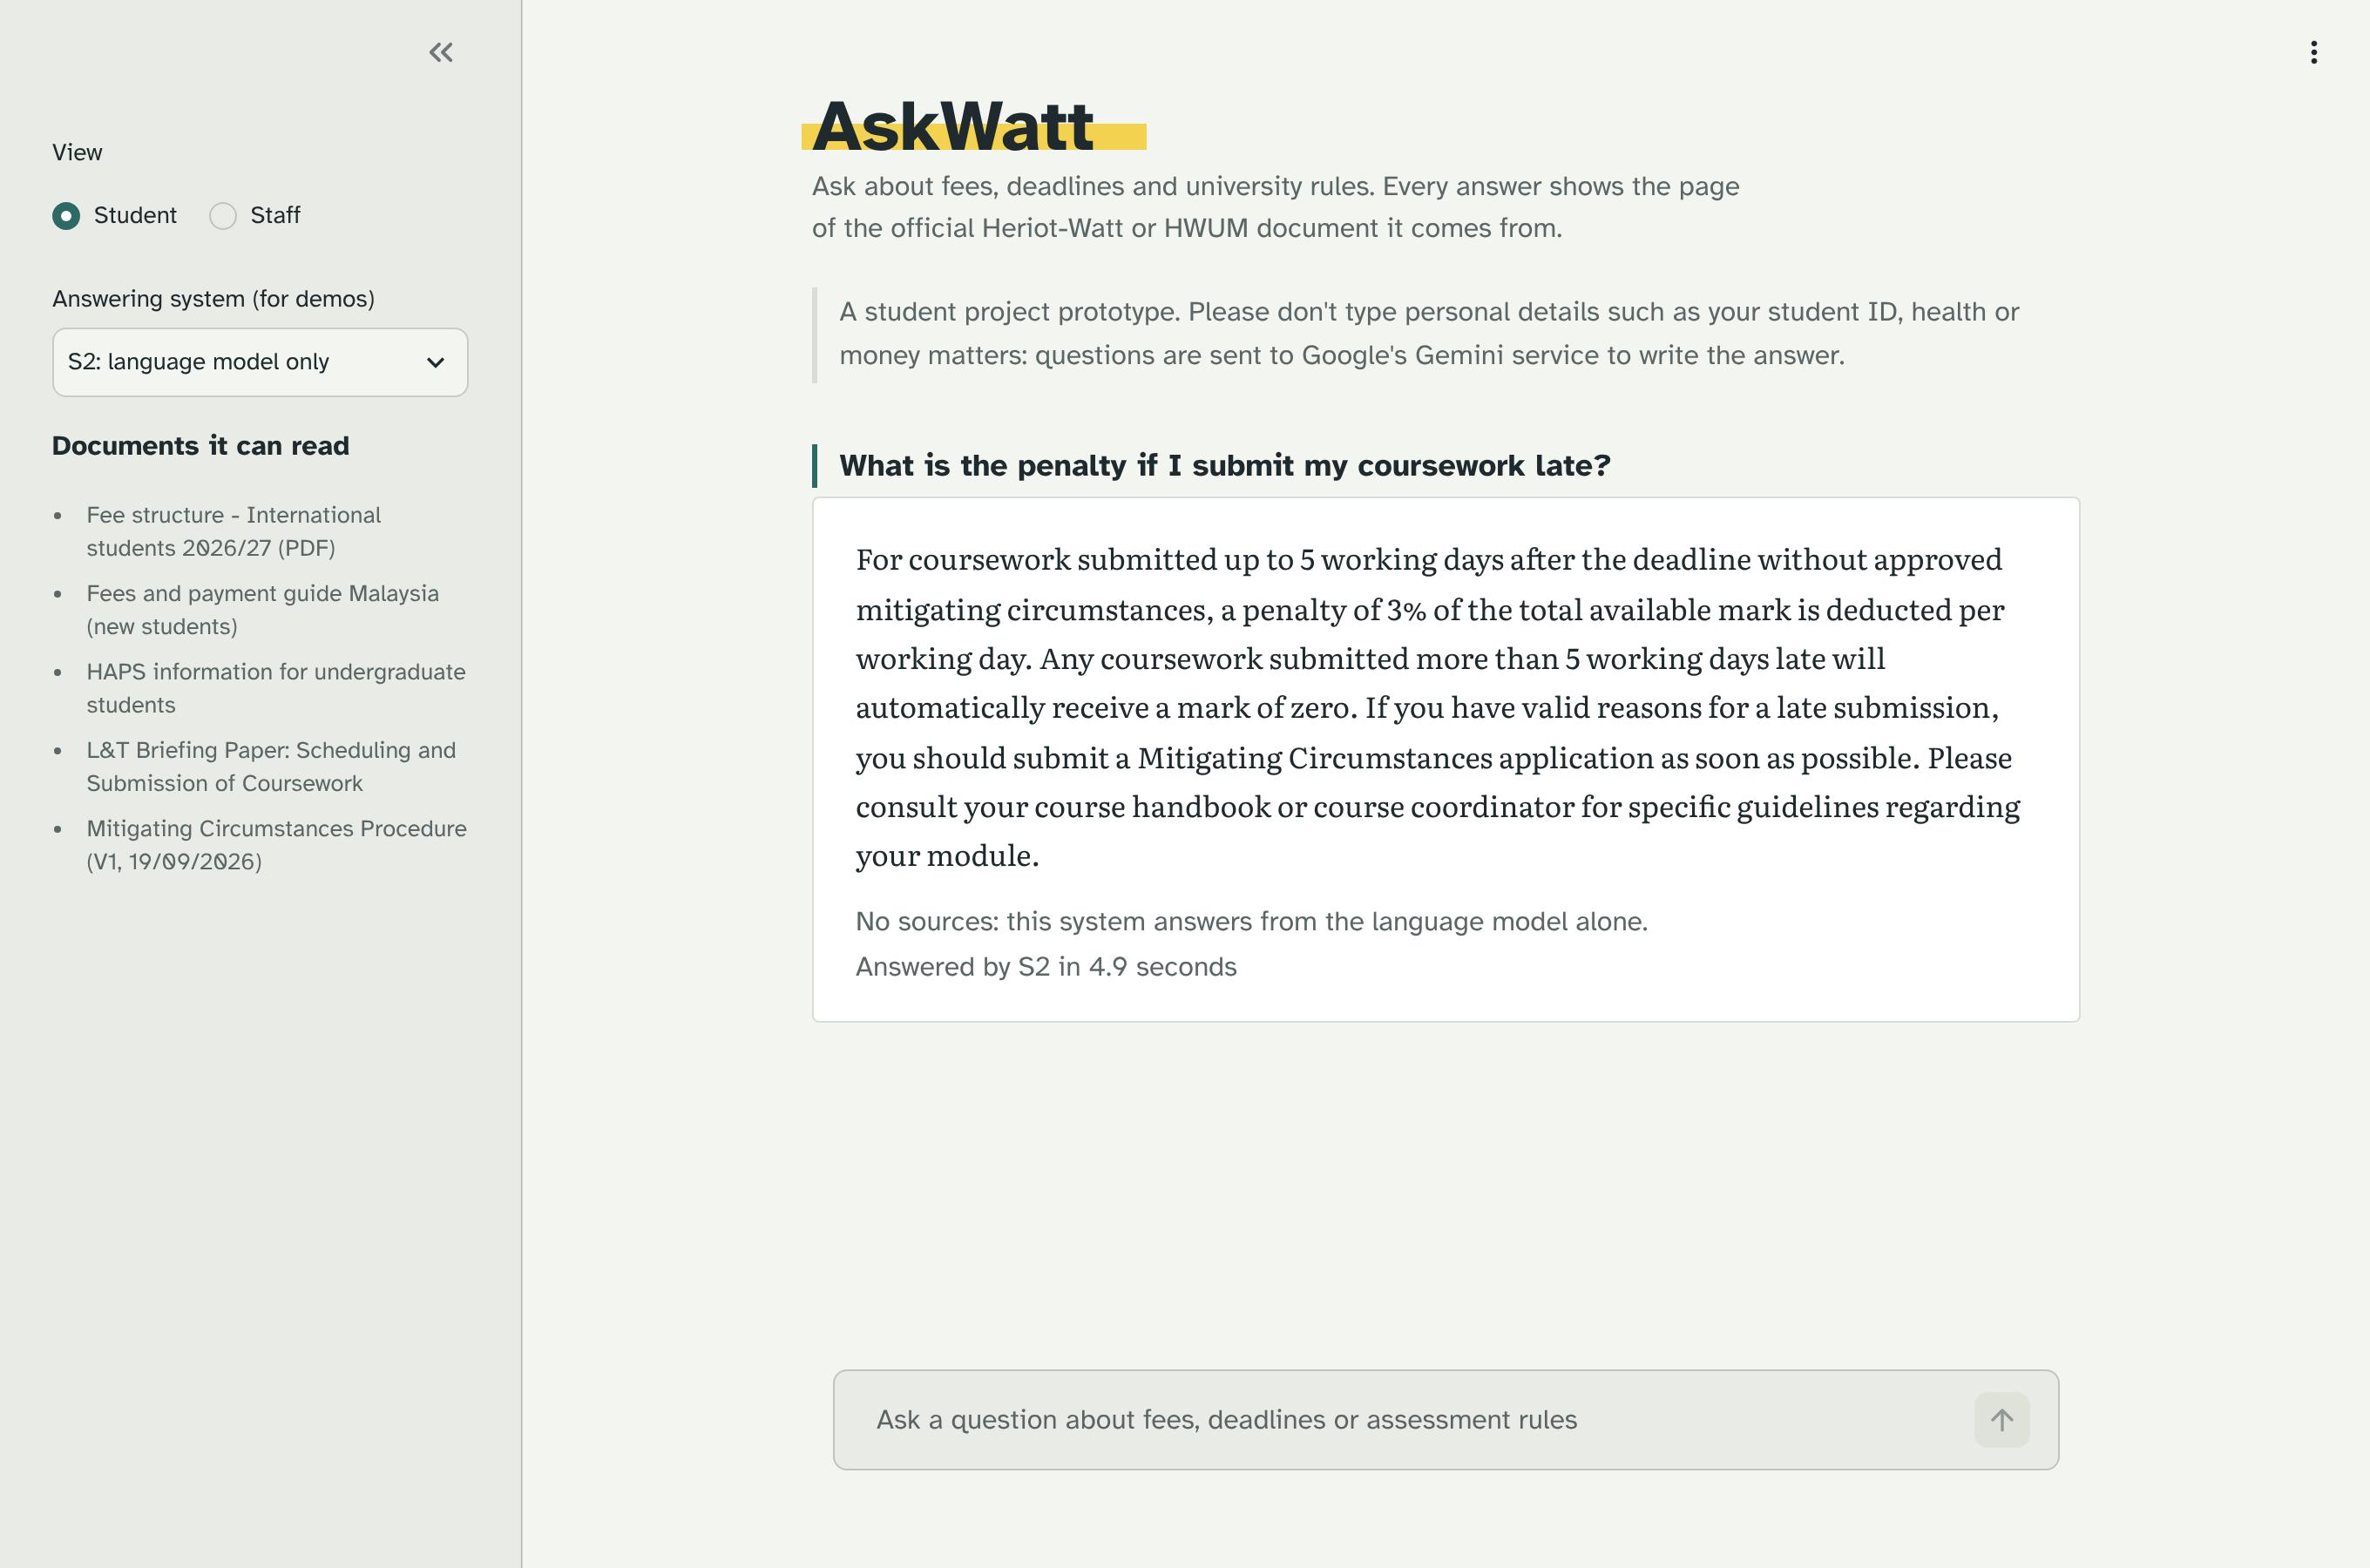 View
Student
Staff
Answering system (for demos)
S2: language model only
Documents it can read
Fee structure - International
students 2026/27 (PDF)
Fees and payment guide Malaysia
(new students)
HAPS information for undergraduate
students
L&T Briefing Paper: Scheduling and
Submission of Coursework
Mitigating Circumstances Procedure
(V1, 19/09/2026)
AskWatt
Ask about fees, deadlines and university rules. Every answer shows the page
of the official Heriot-Watt or HWUM document it comes from.
A student project prototype. Please don't type personal details such as your student ID, health or
money matters: questions are sent to Google's Gemini service to write the answer.
What is the penalty if I submit my coursework late?
For coursework submitted up to 5 working days after the deadline without approved
mitigating circumstances, a penalty of 3% of the total available mark is deducted per
working day. Any coursework submitted more than 5 working days late will
automatically receive a mark of zero. If you have valid reasons for a late submission,
you should submit a Mitigating Circumstances application as soon as possible. Please
consult your course handbook or course coordinator for specific guidelines regarding
your module.
No sources: this system answers from the language model alone.
Answered by S2 in 4.9 seconds
Ask a question about fees, deadlines or assessment rules